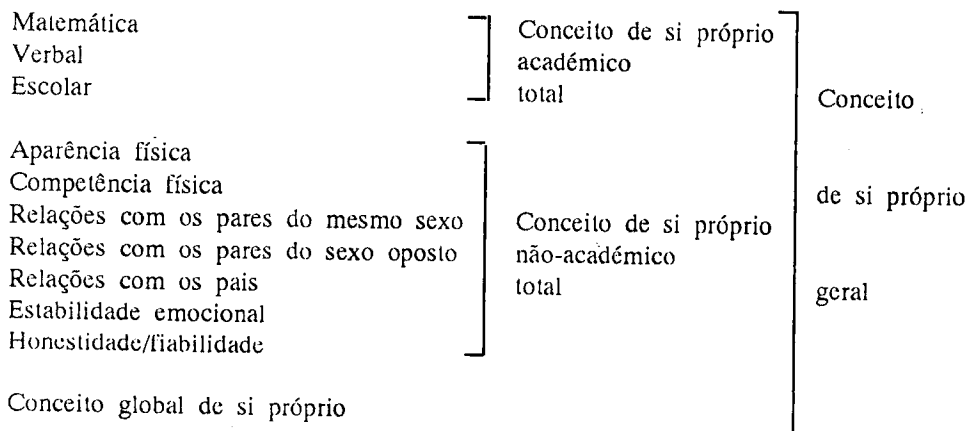 Matemática
Verbal
Escolar
Conceito de si próprio
académico
total
Aparência física
Competência física
Relações com os pares do mesmo sexo
Relações com os pares do sexo oposto
Relações com os pais
Estabilidade emocional
Honestidade/fiabilidade
Conceito de si próprio
não-académico
total
Conceito global de si próprio
Conceito
de si próprio
geral